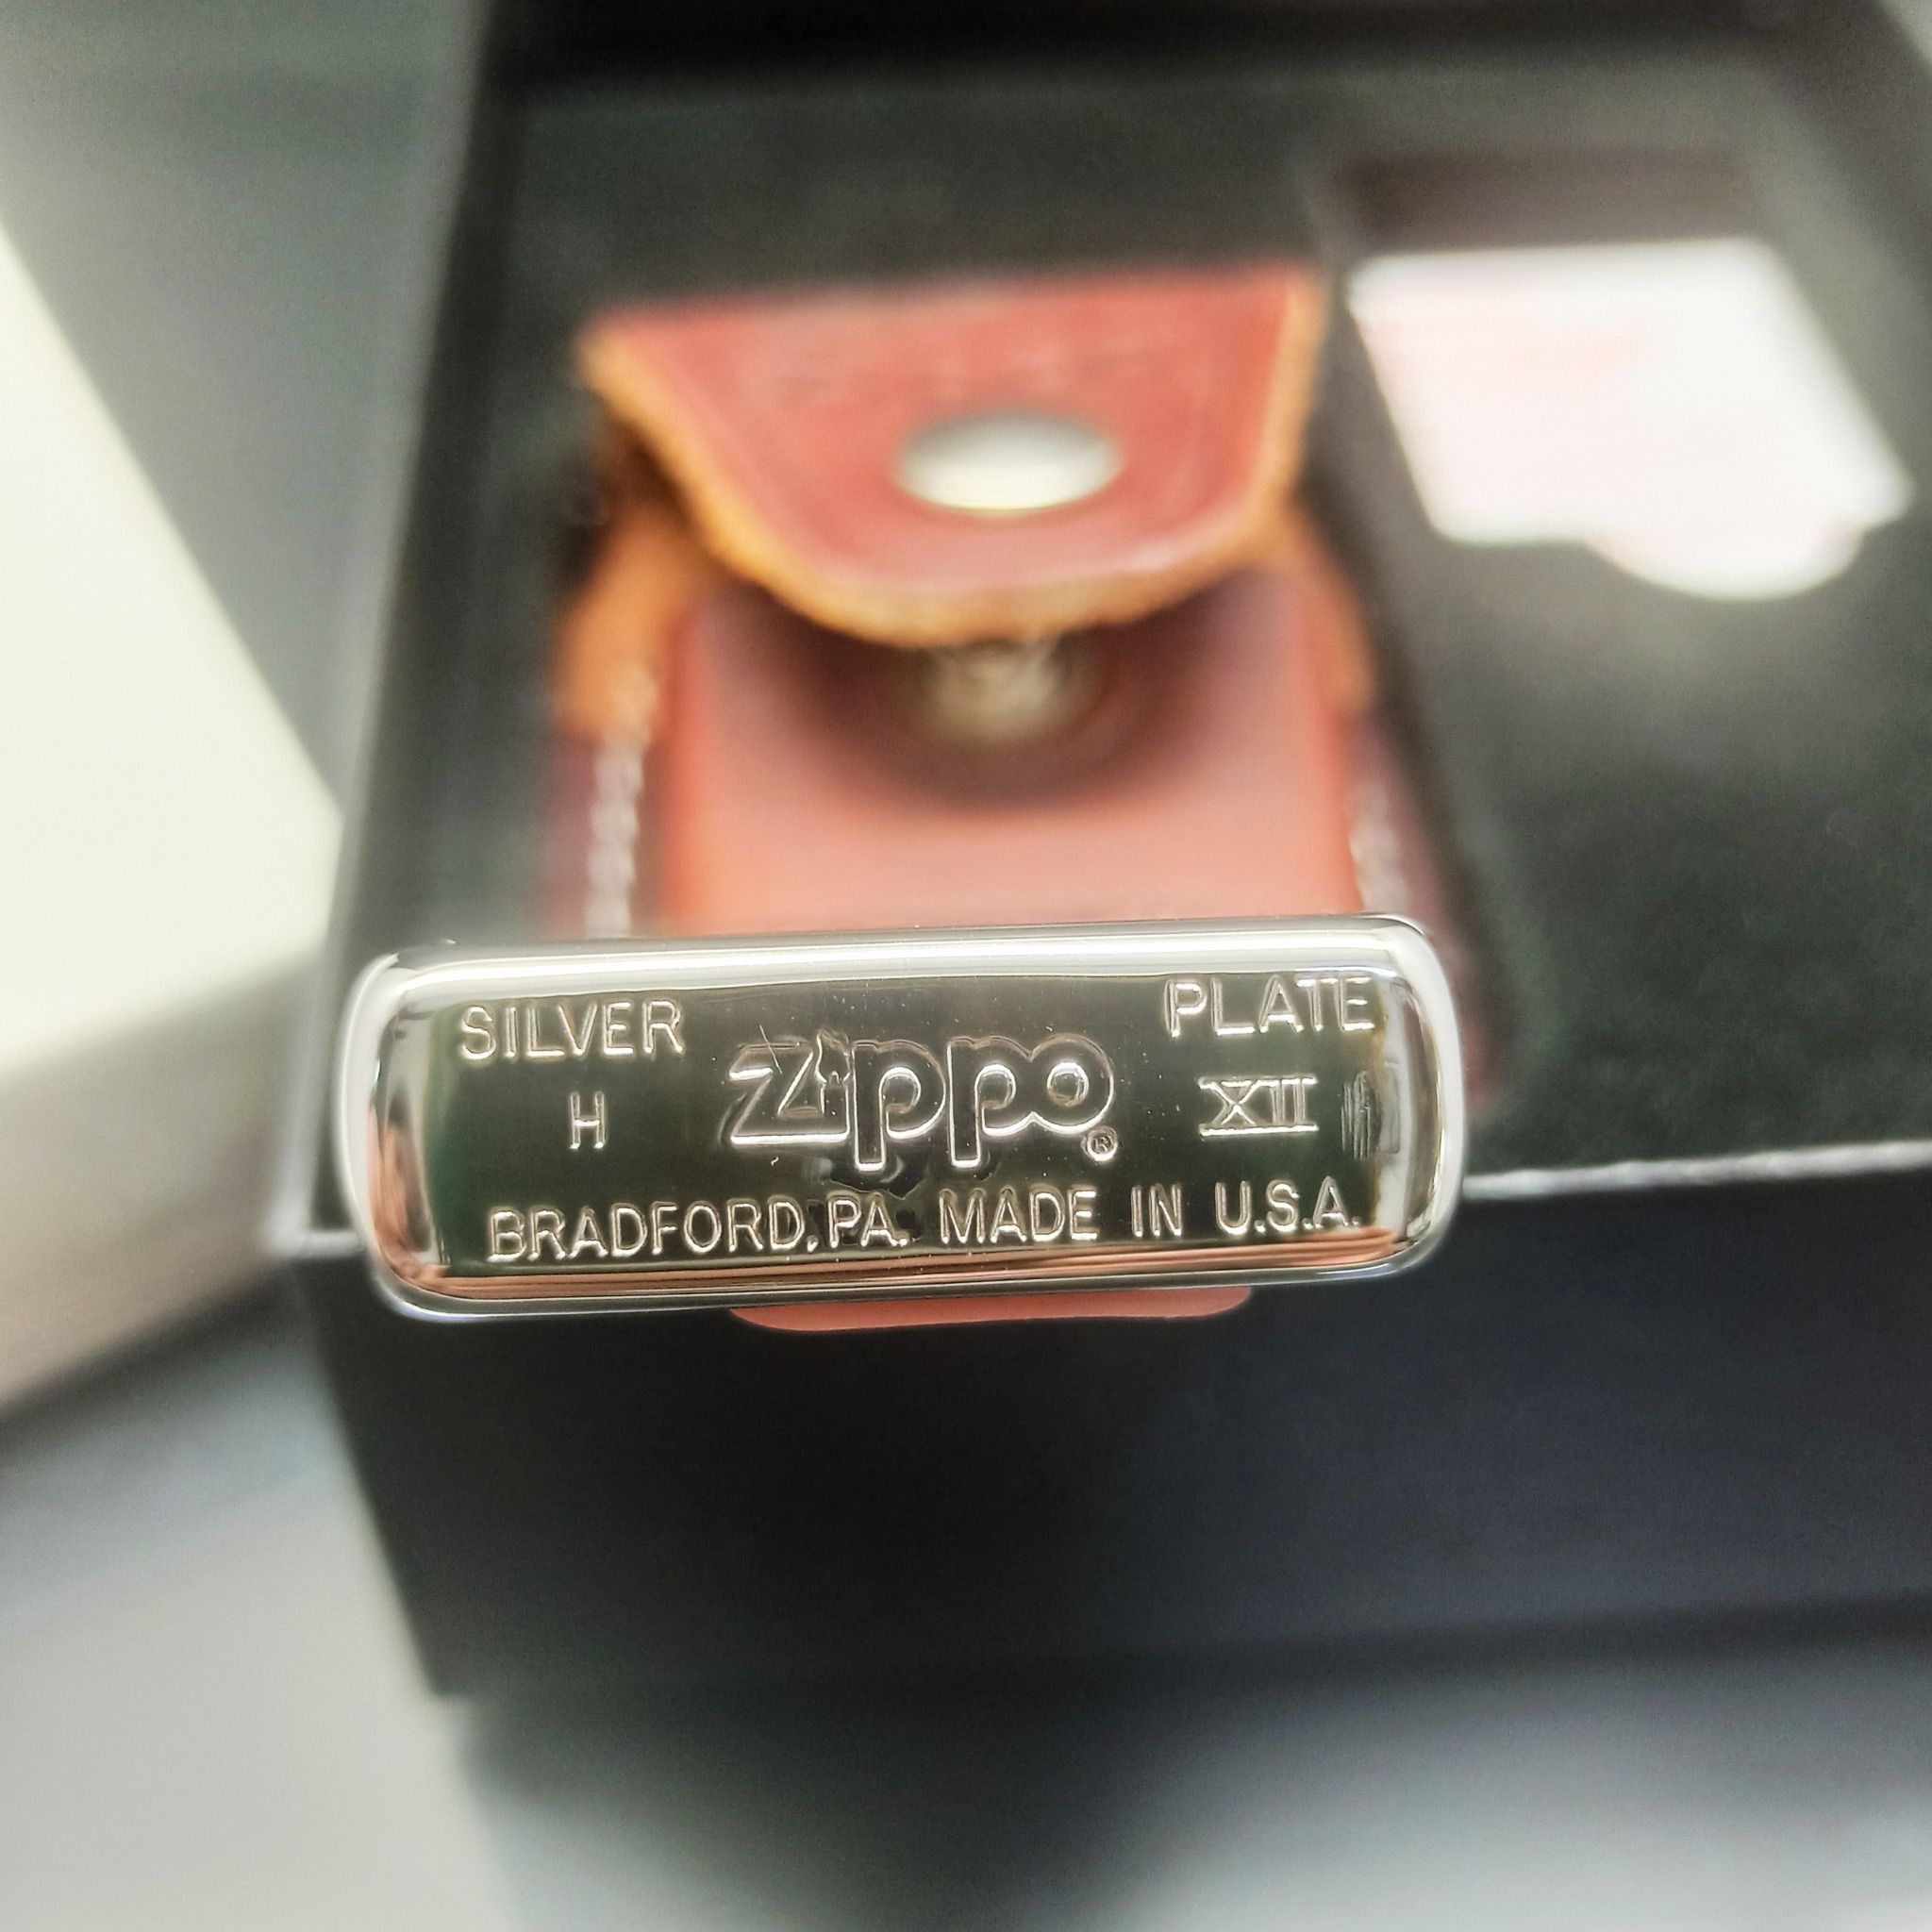 SILVER PLATE
H zippo® XII
BRADFORD, PA. MADE IN U.S.A.